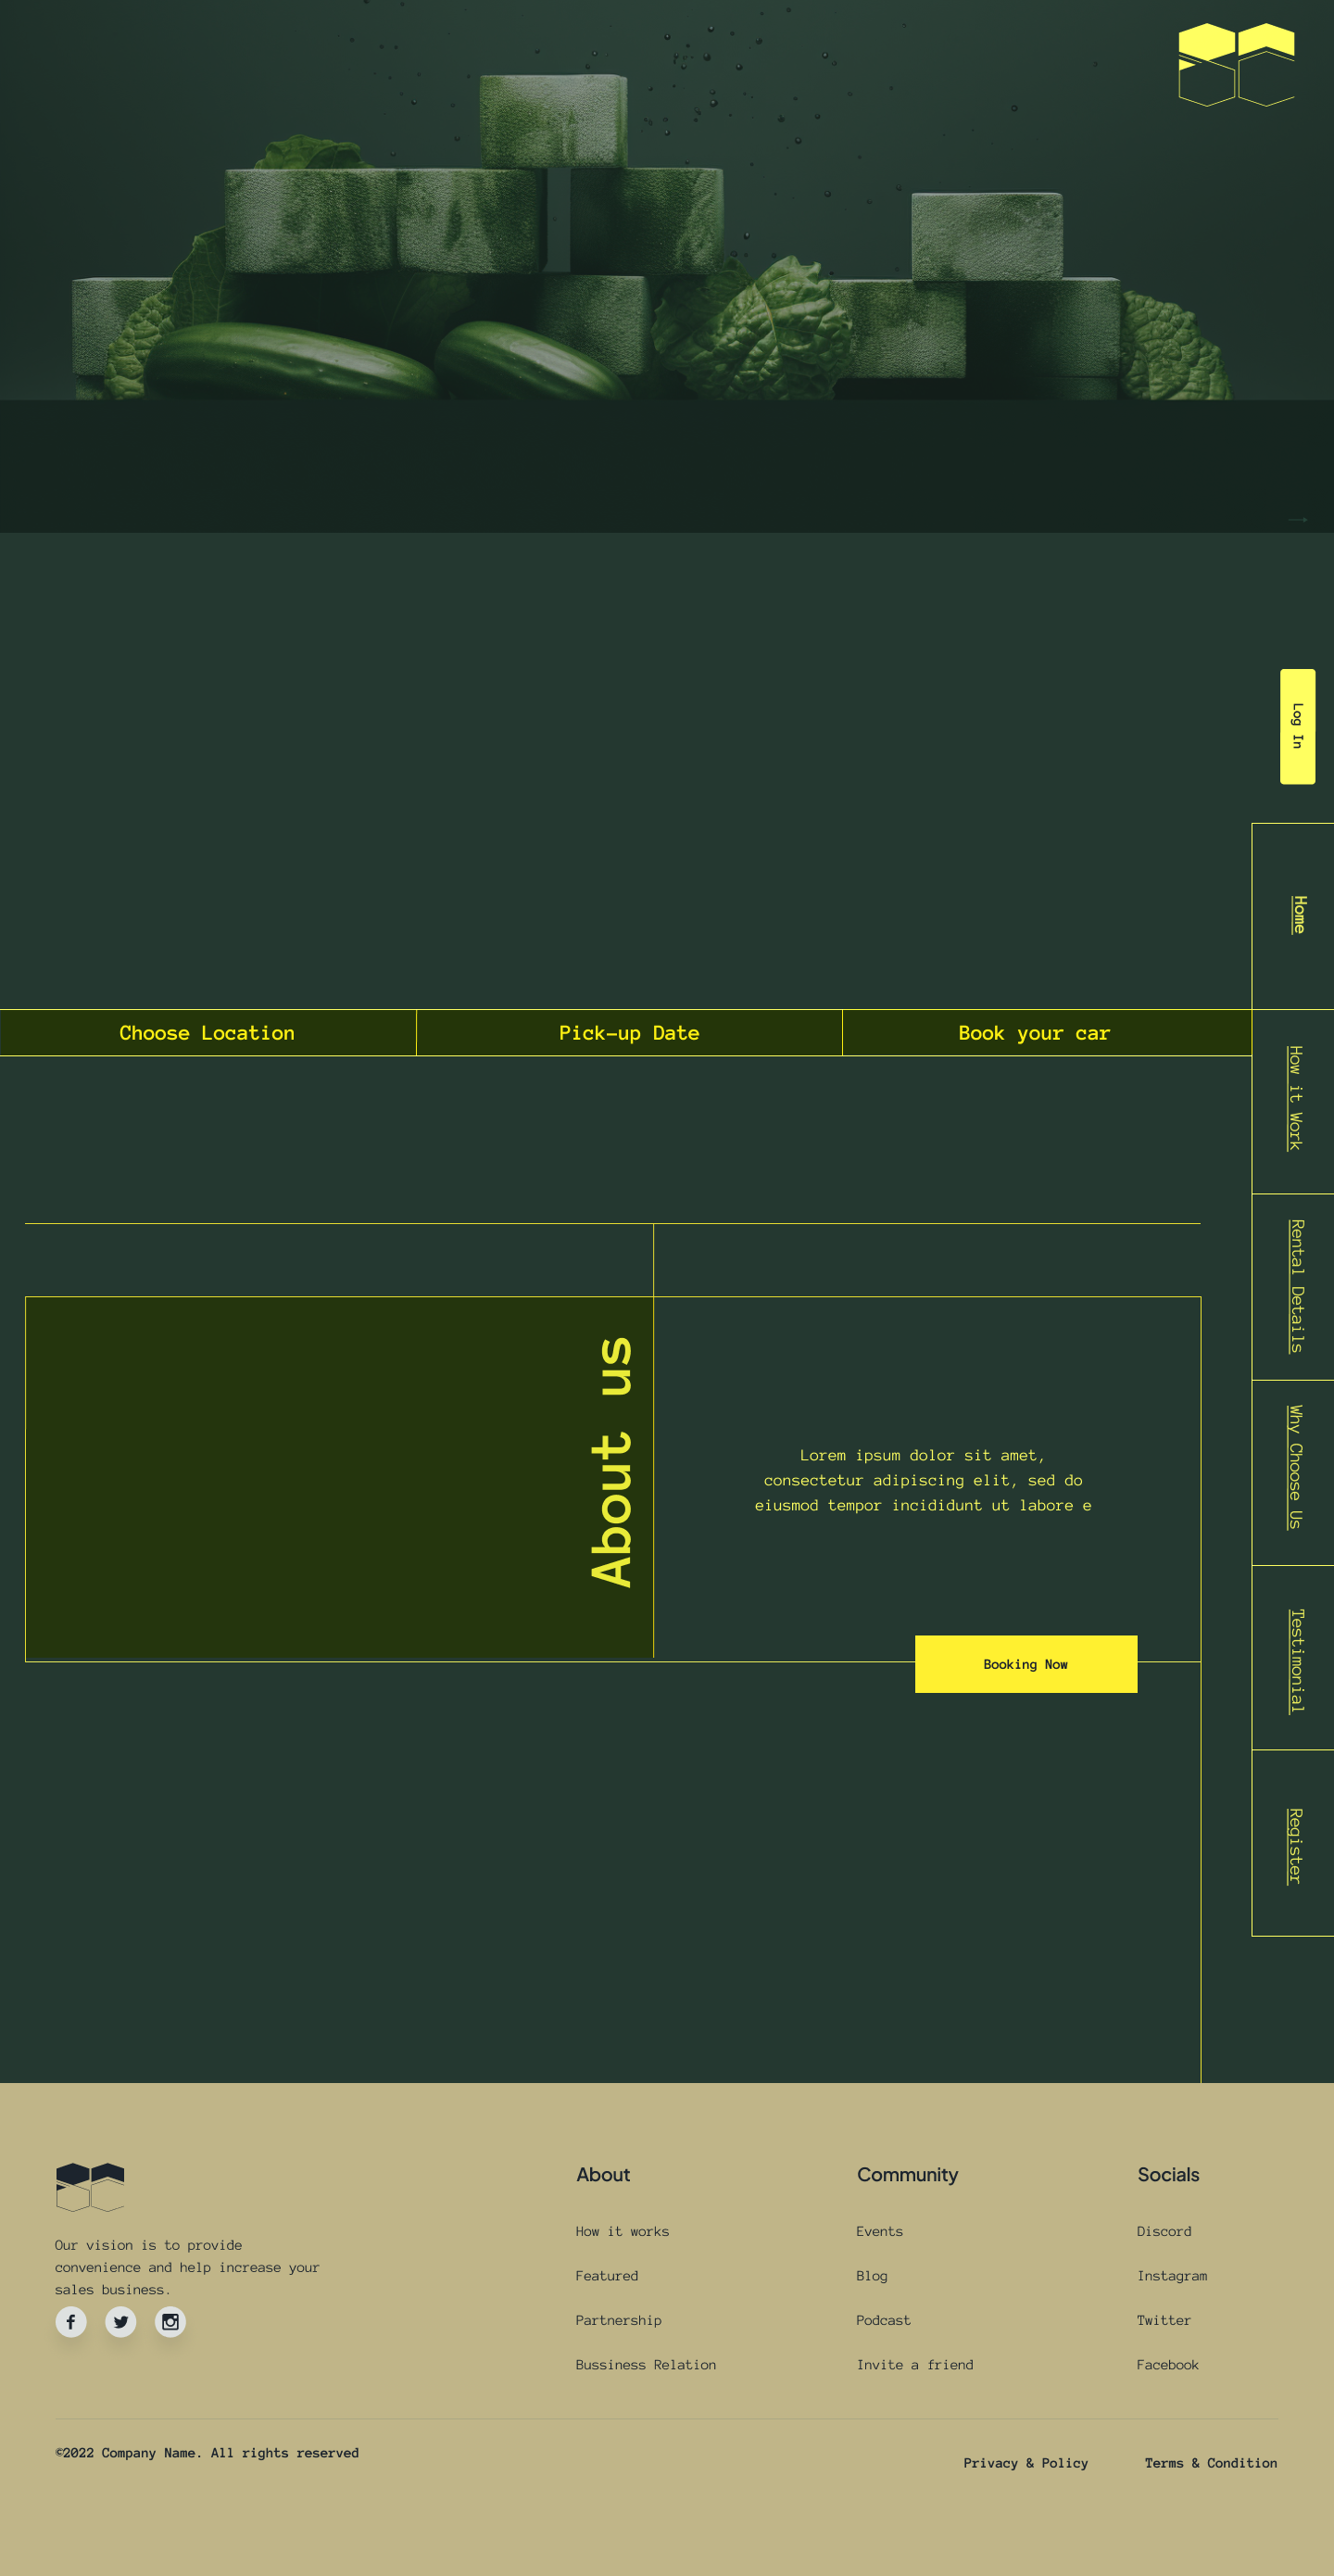 Log In
Home
Choose Location
Pick-up Date
Book your car
How it Work
Rental Details
About us
Lorem ipsum dolor sit amet,
consectetur adipiscing elit, sed do
eiusmod tempor incididunt ut labore e
Why Choose Us
Booking Now
Testimonial
Register
Our vision is to provide
convenience and help increase your
sales business.
About
How it works
Featured
Partnership
Bussiness Relation
Community
Events
Blog
Podcast
Invite a friend
Socials
Discord
Instagram
Twitter
Facebook
©2022 Company Name. All rights reserved
Privacy & Policy
Terms & Condition